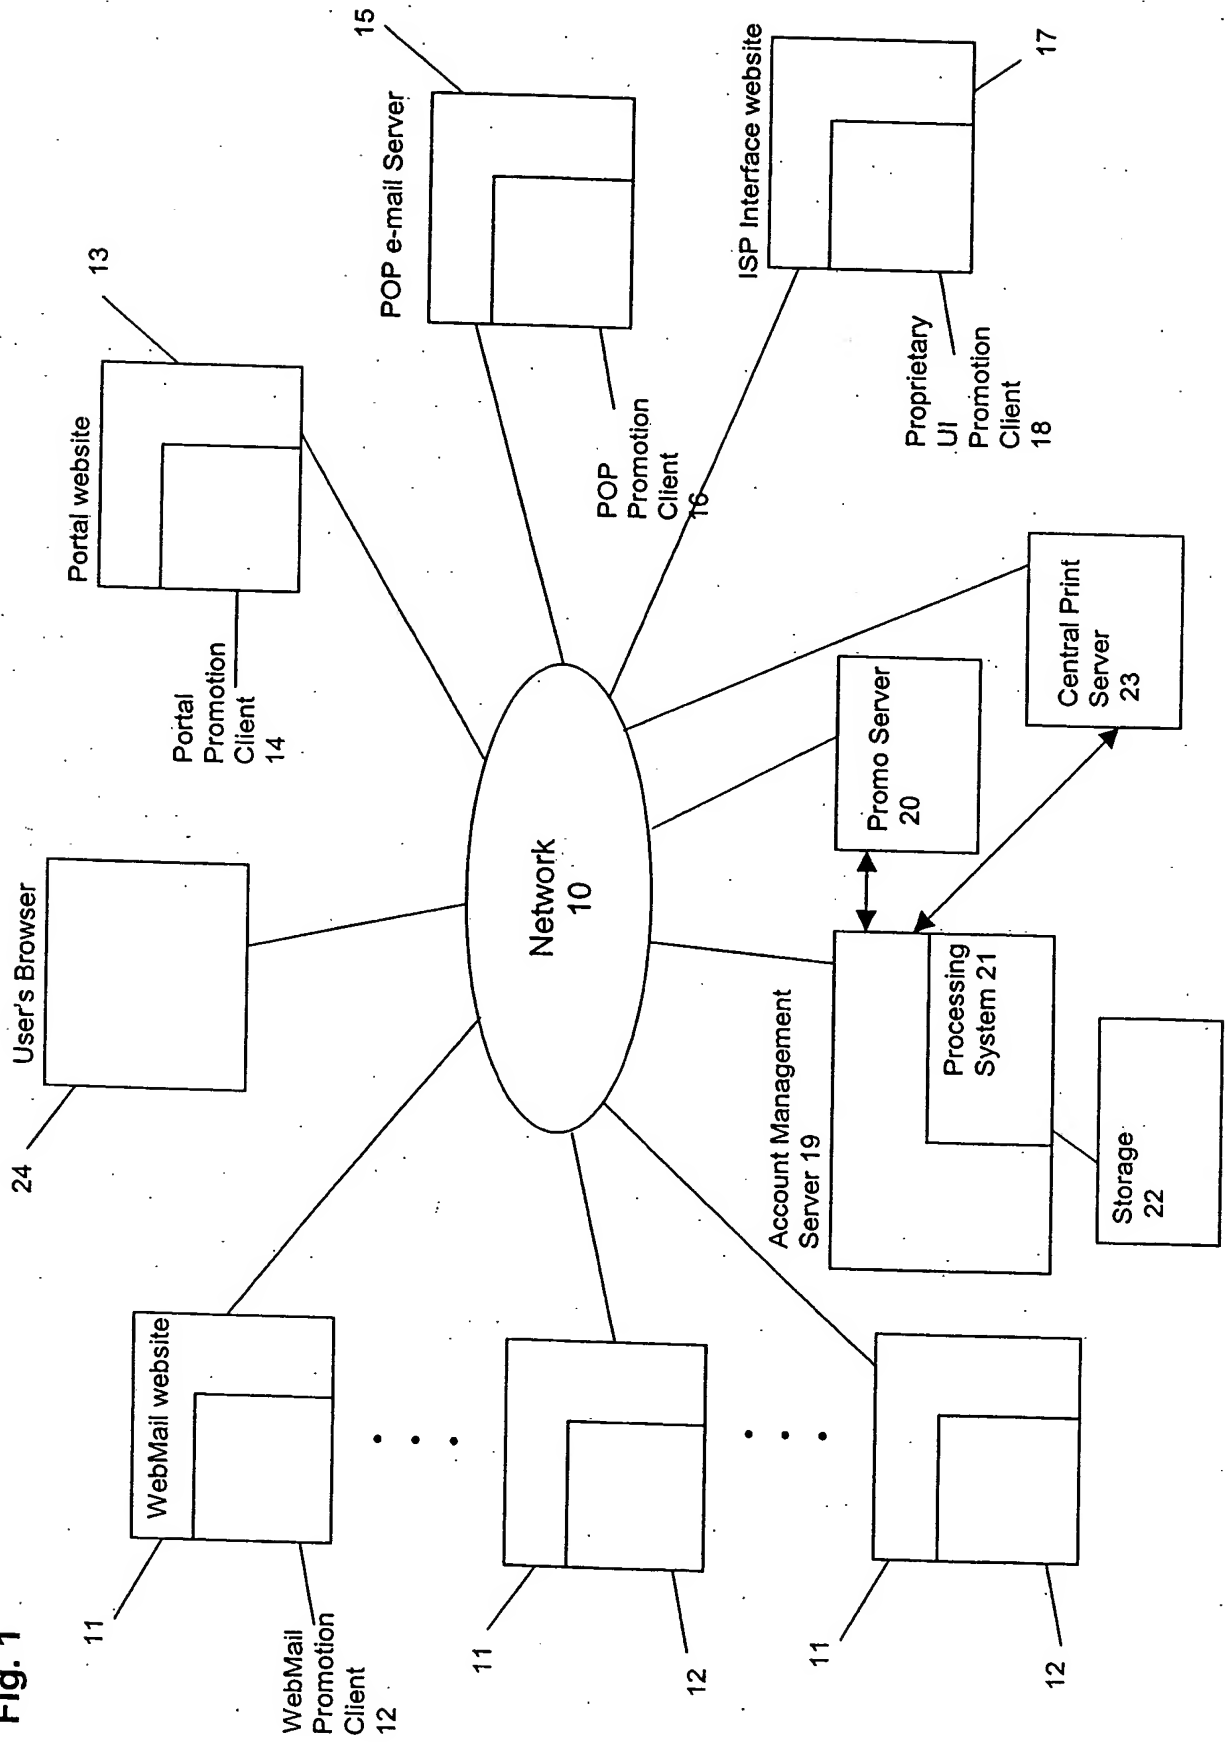 Fig. 1
11
WebMail website
WebMail
Promotion
Client
12
24
User's Browser
Portal website
13
Portal
Promotion
Client
14
POP e-mail Server
15
POP
Promotion
Client
16
ISP Interface website
17
Proprietary
UI
Promotion
Client
18
Network
10
11
12
11
12
Account Management
Server 19
Processing
System 21
Storage
22
Promo Server
20
Central Print
Server
23